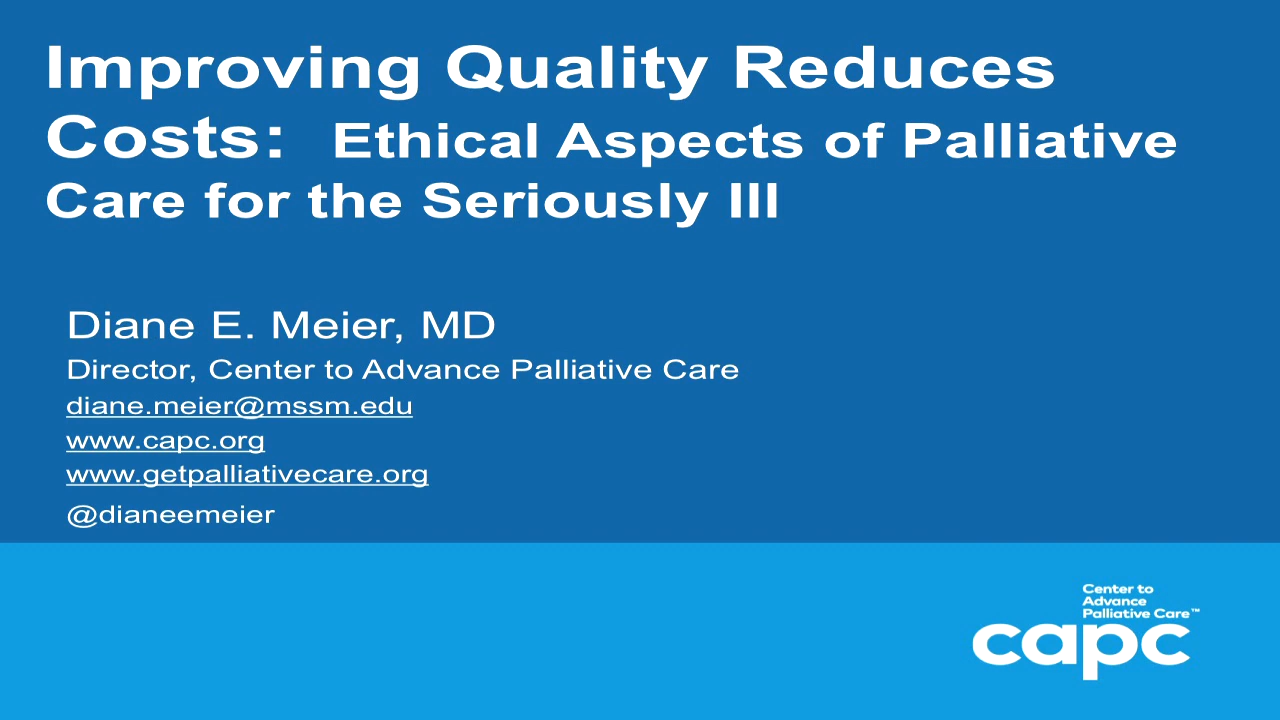 Improving Quality Reduces
Costs: Ethical Aspects of Palliative
Care for the Seriously Ill
Diane E. Meier, MD
Director, Center to Advance Palliative Care
diane.meier@mssm.edu
www.capc.org
www.getpalliativecare.org
@dianeemeier
Center to
Advance
Palliative Care™
capc